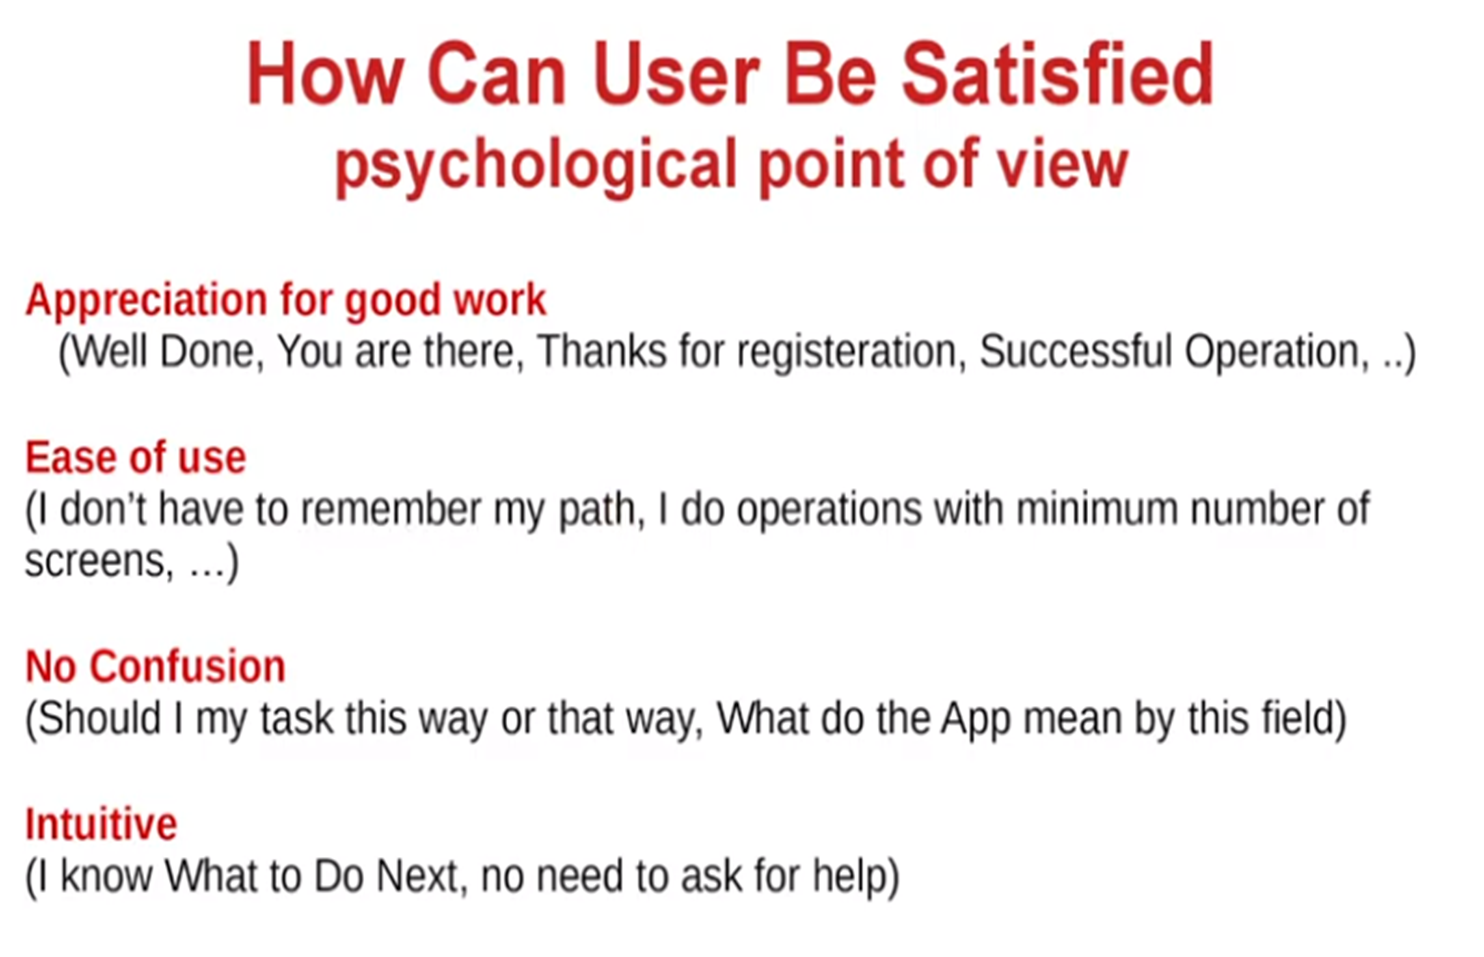 How Can User Be Satisfied
psychological point of view
Appreciation for good work
(Well Done, You are there, Thanks for registeration, Successful Operation, ..)
Ease of use
(I don’t have to remember my path, I do operations with minimum number of
screens, ...)
No Confusion
(Should I my task this way or that way, What do the App mean by this field)
Intuitive
(I know What to Do Next, no need to ask for help)